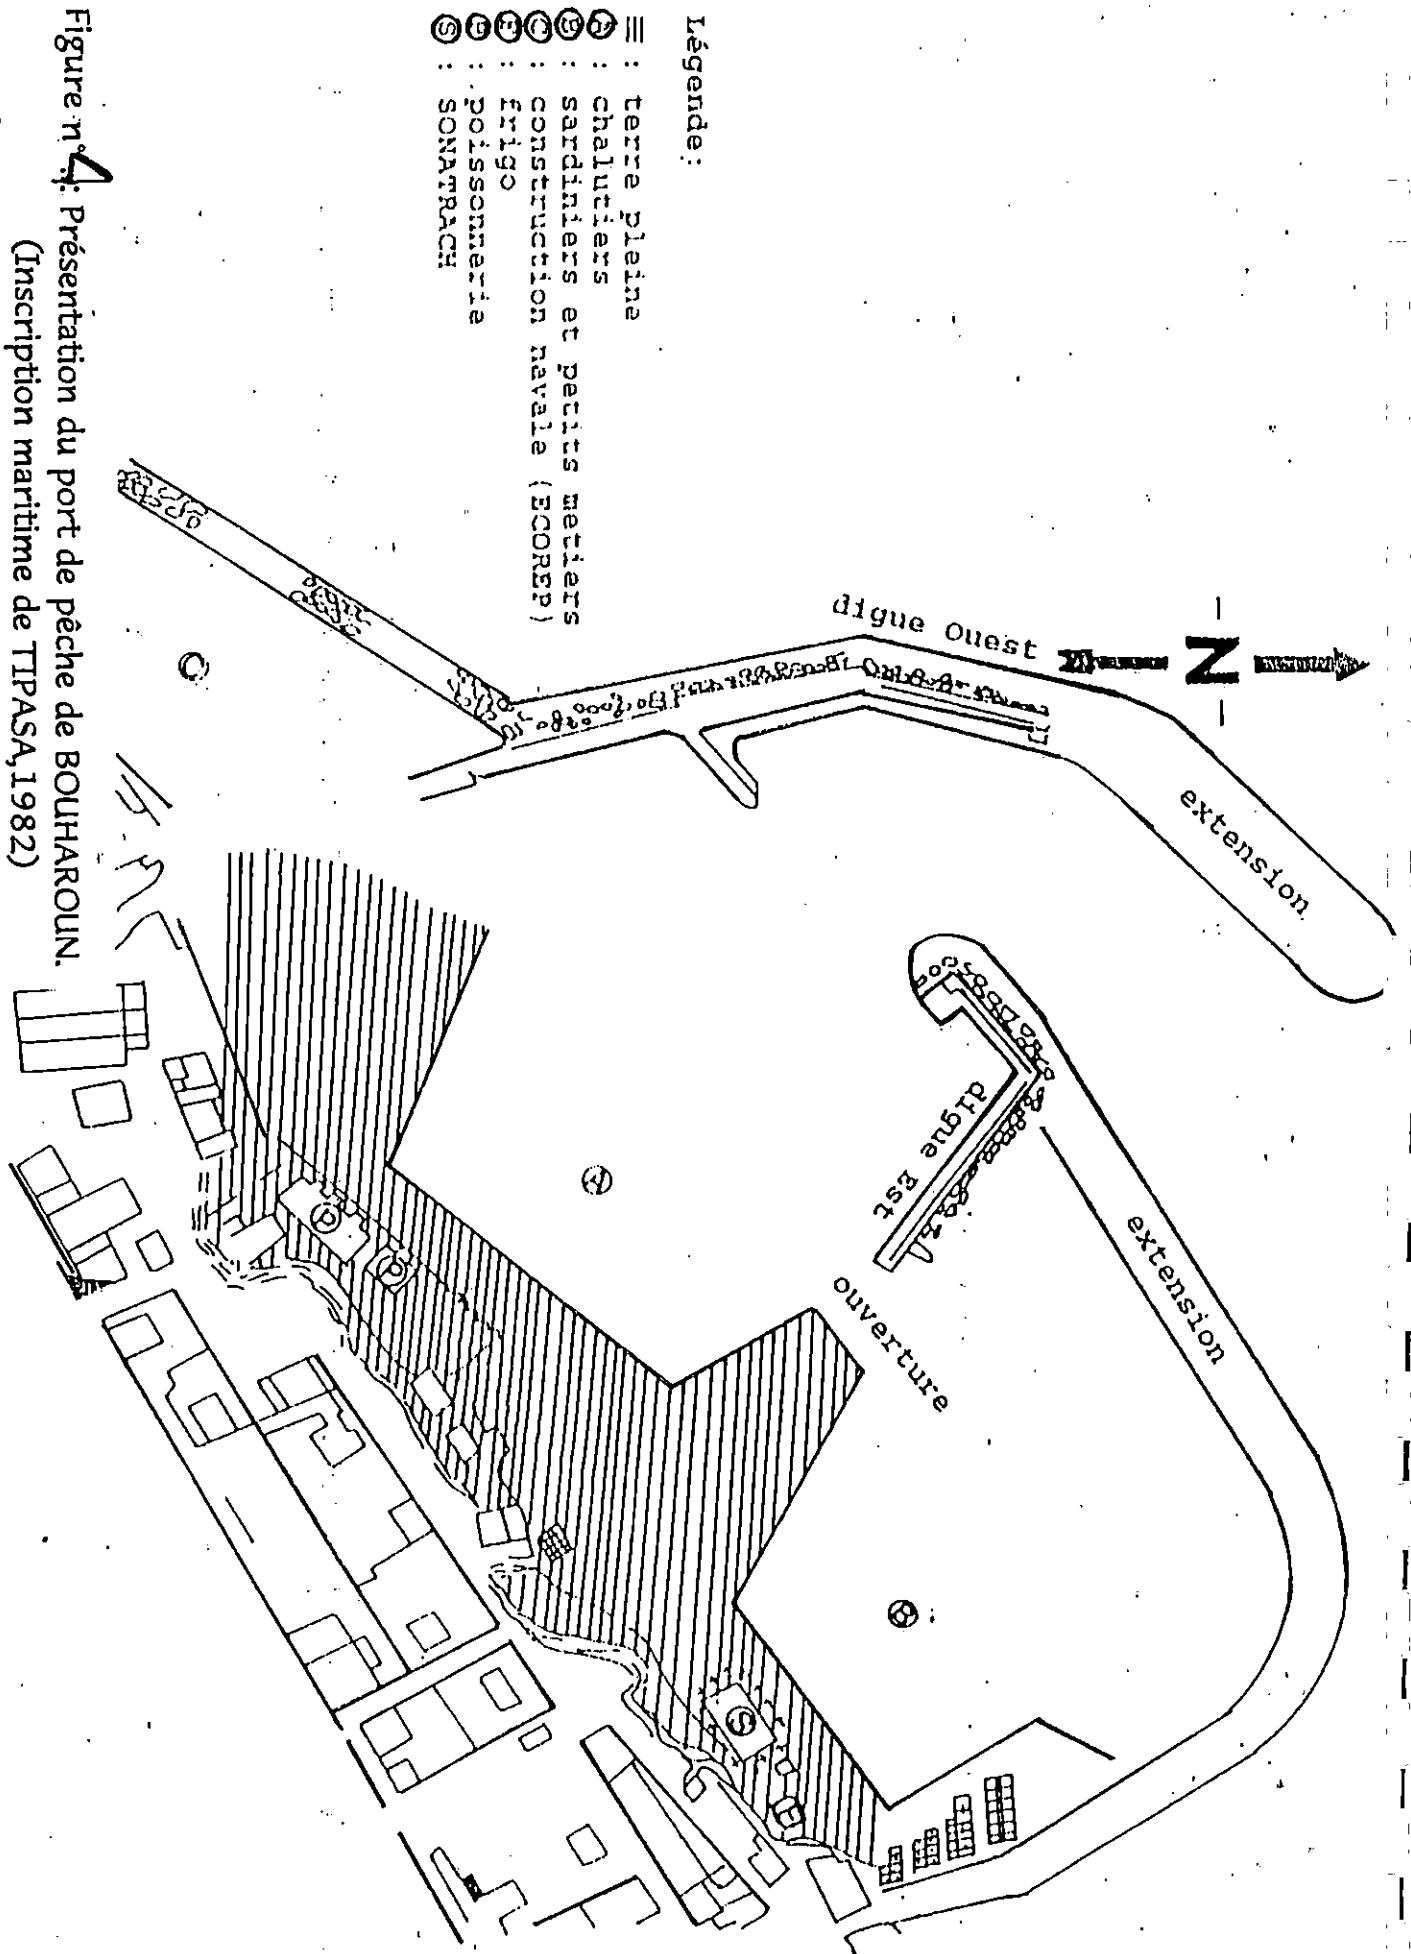 Légende:
≡ : terre pleine
Ⓐ : chalutiers
Ⓑ : sardiniers et petits metiers
Ⓒ : construction navale (ECOREP)
Ⓕ : frigo
Ⓟ : poissonnerie
Ⓢ : SONATRACH
digue Ouest
N
extension
digue Est
extension
ouverture
C
A
B
P
S
F
Figure n° 4: Présentation du port de pêche de BOUHAROUN.
(Inscription maritime de TIPASA,1982)